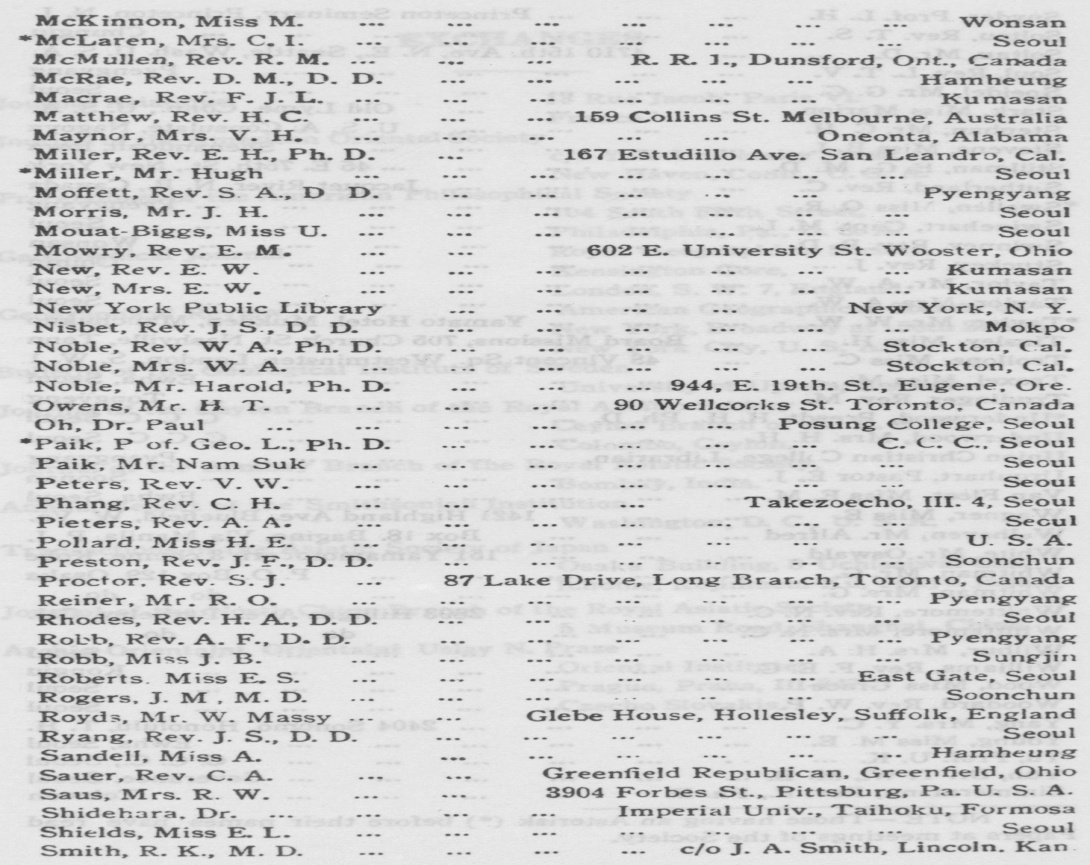 McKinnon, Miss M. ... ... ... ... Wonsan
*McLaren, Mrs. C. I. ... ... ... ... Seoul
McMullen, Rev. R. M. ... ... R. R. 1., Dunsford, Ont., Canada
McRae, Rev. D. M., D. D. ... ... ... ... Hamheung
Macrae, Rev. F. J. L. ... ... ... ... Kumasan
Matthew, Rev. H. C. ... ... 159 Collins St. Melbourne, Australia
Maynor, Mrs. V. H. ... ... ... Oneonta, Alabama
Miller, Rev. E. H., Ph. D. ... 167 Estudillo Ave. San Leandro, Cal.
*Miller, Mr. Hugh ... ... ... ... Seoul
Moffett, Rev. S. A., D. D. ... ... ... Pyengyang
Morris, Mr. J. H. ... ... ... ... ... Seoul
Mouat-Biggs, Miss U. ... ... ... ... Seoul
Mowry. Rev. E. M. ... ... 602 E. University St. Wooster Ohio
New, Rev. E. W. ... ... ... ... ... Kumasan
New, Mrs. E. W. ... ... ... ... ... Kumasan
New York Public Library ... ... ... New York, N. Y.
Nisbet, Rev. J. S., D. D. ... ... ... ... Mokpo
Noble, Rev. W. A., Ph.D ... ... ... Stockton, Cal.
Noble, Mrs. W. A. ... ... ... ... Stockton, Cal.
Noble, Mr. Harold, Ph. D. ... ... 944, E. 19th, St. Eugene, Ore.
Owens, Mr. H. T. ... ... 90 Wellcorks St. Toronto, Canada
Oh, Dr. Paul ... ... ... ... Posung College, Seoul
*Paik, P of. Geo. L., Ph. D. ... ... ... C. C. C., Seoul
Paik, Mr. Nam Suk ... ... ... ... Seoul
Peters, Rev. V. W. ... ... ... ... ... Seoul
Phang, Rev. C. H. ... ... ... Takezoecho III-4, Seoul
Pieters, Rev. A. A. ... ... ... ... ... Seoul
Pollard, Miss H. E. ... ... ... ... U. S. A.
Preston, Rev. J. F., D. D. ... ... ... ... Soonchun
Proctor Rev. S. J. ... 87 Lake Drive, Long Branch, Toronto, Canada
Reiner, Mr. R. O. ... ... ... ... Pyengyang
Rhodes, Rev. H. A., D. D. ... ... ... ... Seoul
Robb, Rev. A. F., D. D. ... ... ... ... Pyengyang
Robb, Miss J. B. ... ... ... ... ... Sungjin
Roberts. Miss E. S. ... ... ... East Gate, Seoul
Rogers, J. M., M. D. ... ... ... ... Soonchun
Royds, Mr. W. Massy ... Glebe House, Hollesley, Suffolk, England
Ryang, Rev. J. S., D. D. ... ... ... ... Seoul
Sandell, Miss A. ... ... ... ... Hamheung
Sauer, Rev. C. A. ... ... Greenfield Republican, Greenfield, Ohio
Saus, Mrs. R. W. ... ... 3904 Forbes St., Pittsburg, Pa. U. S. A.
Shidehara, Dr. ... ... ... Imperial Univ., Taihoku, Formosa
Shields, Miss E. L. ... ... ... ... ... Seoul
Smith, R. K., M. D. ... ... ... c/o J. A. Smith, Lincoln. Kan